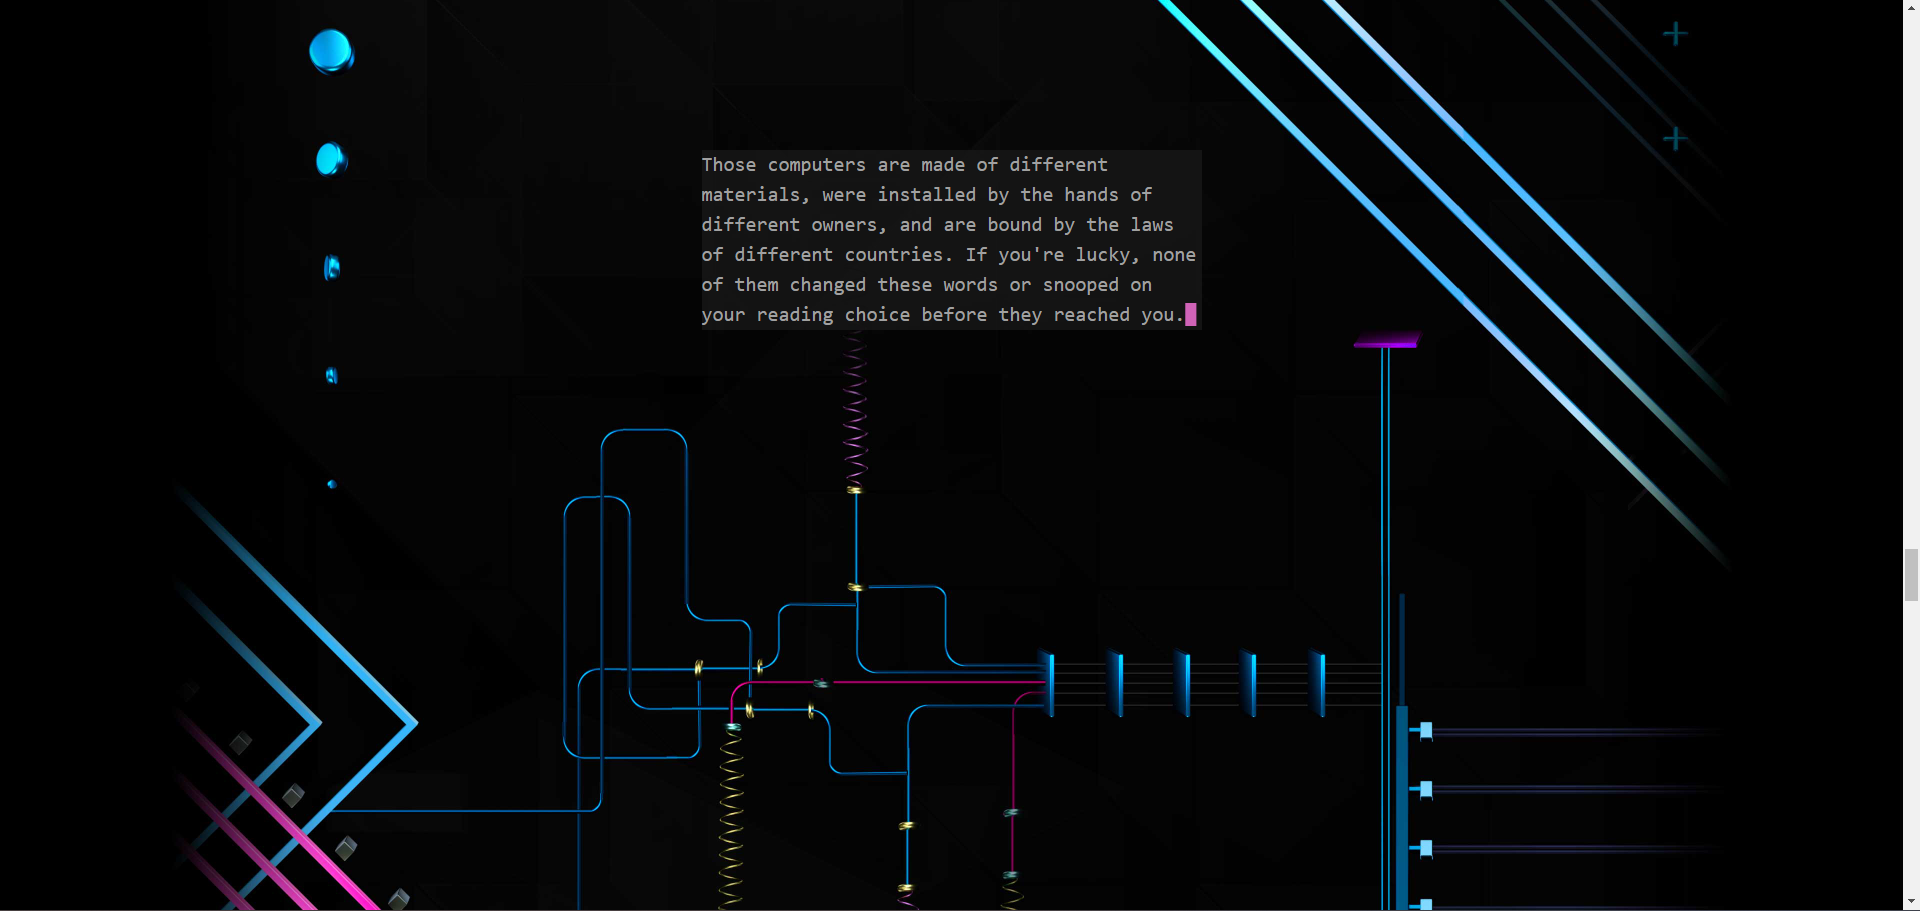 Those computers are made of different
materials, were installed by the hands of
different owners, and are bound by the laws
of different countries. If you're lucky, none
of them changed these words or snooped on
your reading choice before they reached you.